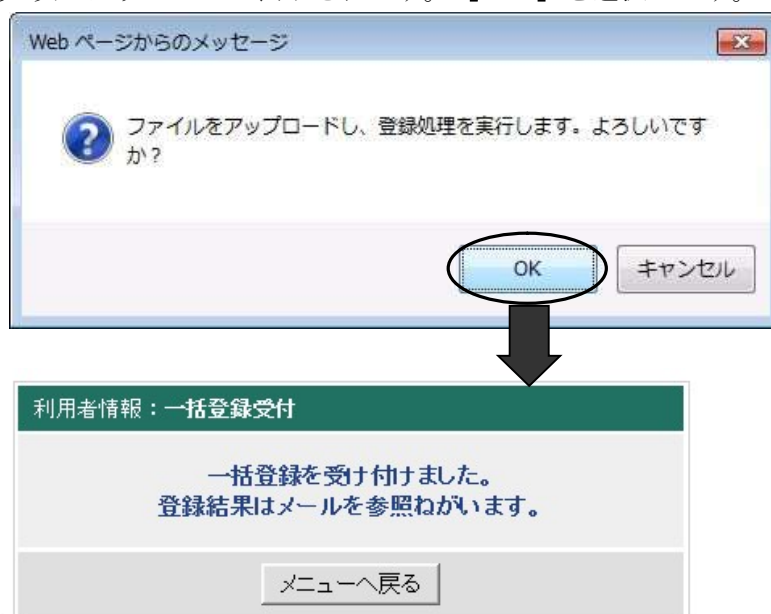 Web ページからのメッセージ
ファイルをアップロードし、登録処理を実行します。よろしいです
か?
OK
キャンセル
利用者情報:一括登録受付
一括登録を受け付けました。
登録結果はメールを参照ねがいます。
メニューへ戻る